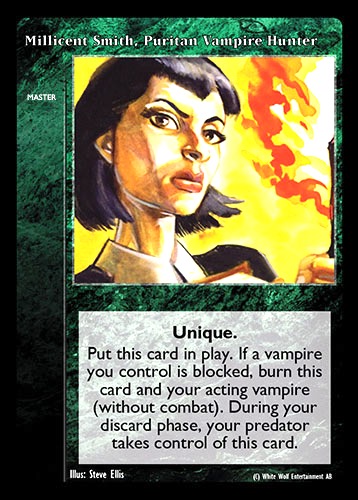 Millicent Smith, Puritan Vampire Hunter
MASTER
Unique.
Put this card in play. If a vampire
you control is blocked, burn this
card and your acting vampire
(without combat). During your
discard phase, your predator
takes control of this card.
Illus: Steve Ellis
(C) White Wolf Entertainment AB